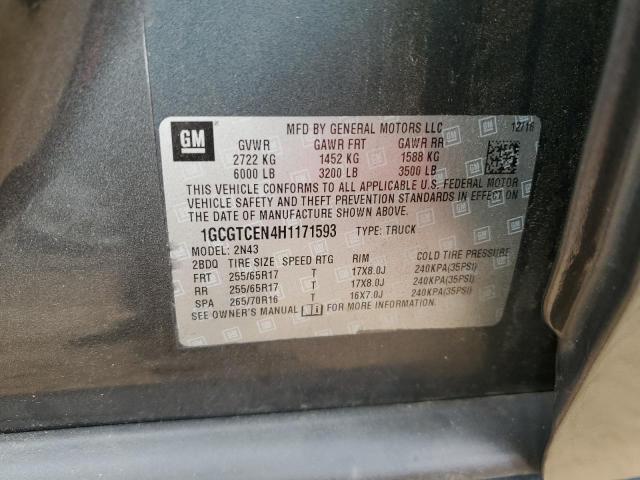 GM
MFD BY GENERAL MOTORS LLC 12/16
GVWR GAWR FRT GAWR RR
2722 KG 1452 KG 1588 KG
6000 LB 3200 LB 3500 LB
THIS VEHICLE CONFORMS TO ALL APPLICABLE U.S. FEDERAL MOTOR
VEHICLE SAFETY AND THEFT PREVENTION STANDARDS IN EFFECT ON
THE DATE OF MANUFACTURE SHOWN ABOVE.
1GCGTCEN4H1171593 TYPE: TRUCK
MODEL: 2N43
2BDQ TIRE SIZE SPEED RTG RIM COLD TIRE PRESSURE
FRT 255/65R17 T 17X8.0J 240KPA(35PSI)
RR 255/65R17 T 17X8.0J 240KPA(35PSI)
SPA 265/70R16 T 16X7.0J 240KPA(35PSI)
SEE OWNER'S MANUAL FOR MORE INFORMATION.